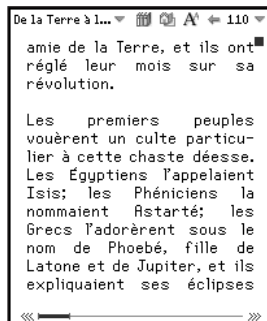 De la Terre à l... 110
amie de la Terre, et ils ont
réglé leur mois sur sa
révolution.
Les premiers peuples
vouèrent un culte particu-
lier à cette chaste déesse.
Les Égyptiens l'appelaient
Isis; les Phéniciens la
nommaient Astarté; les
Grecs l'adorèrent sous le
nom de Phoebé, fille de
Latone et de Jupiter, et ils
expliquaient ses éclipses